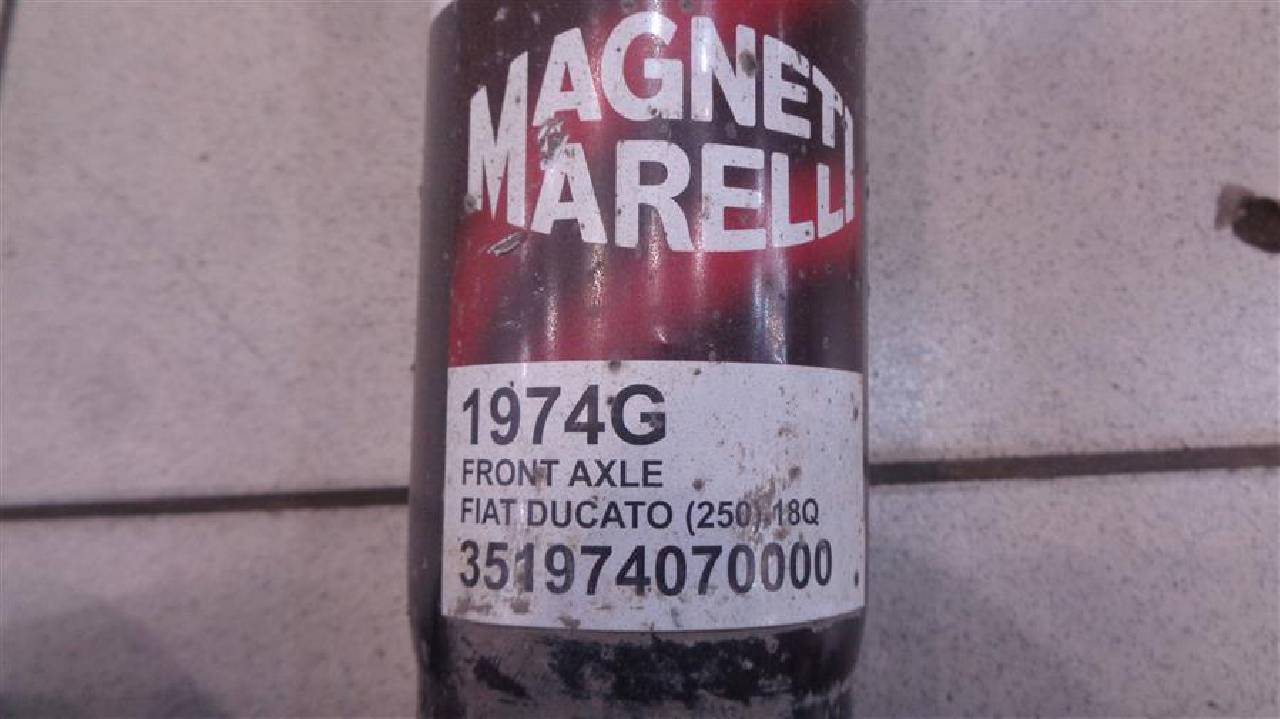 MAGNETI
MARELLI
1974G
FRONT AXLE
FIAT DUCATO (250) 18Q
351974070000